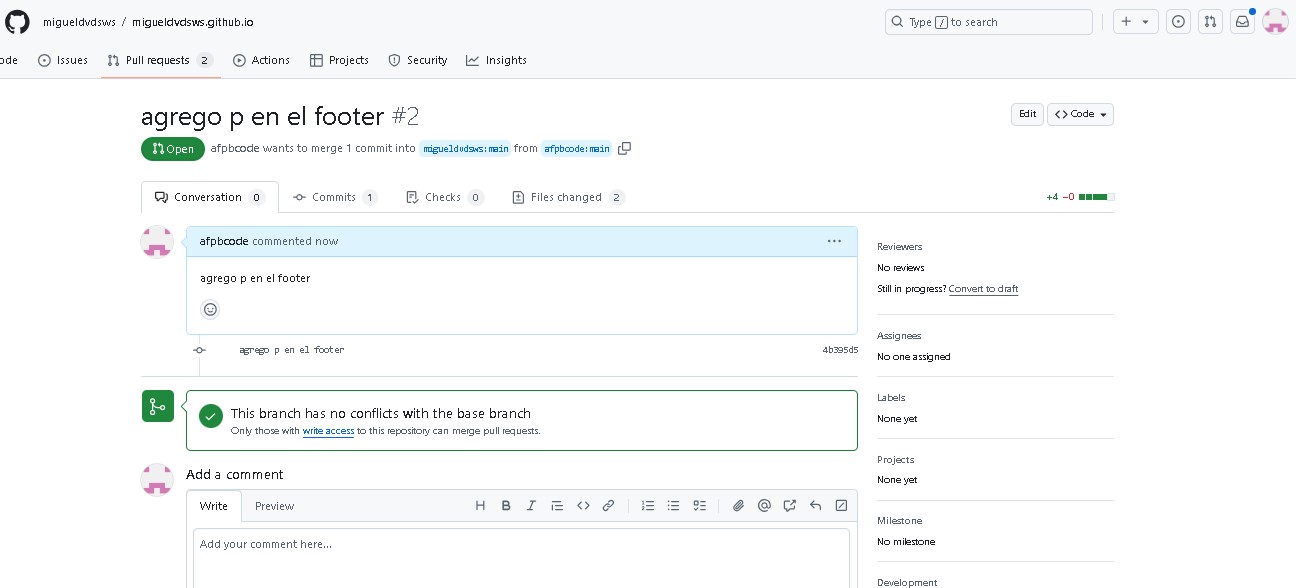 migueldvdsws / migueldvdsws.github.io
Type / to search
ode Issues Pull requests 2 Actions Projects Security Insights
agrego p en el footer #2
Edit <> Code
Open afpbcode wants to merge 1 commit into migueldvdsws:main from afpbcode:main
Conversation 0 Commits 1 Checks 0 Files changed 2
+4 −0
afpbcode commented now
agrego p en el footer
agrego p en el footer 4b395d5
This branch has no conflicts with the base branch
Only those with write access to this repository can merge pull requests.
Add a comment
Write Preview
Add your comment here...
Reviewers
No reviews
Still in progress? Convert to draft
Assignees
No one assigned
Labels
None yet
Projects
None yet
Milestone
No milestone
Development